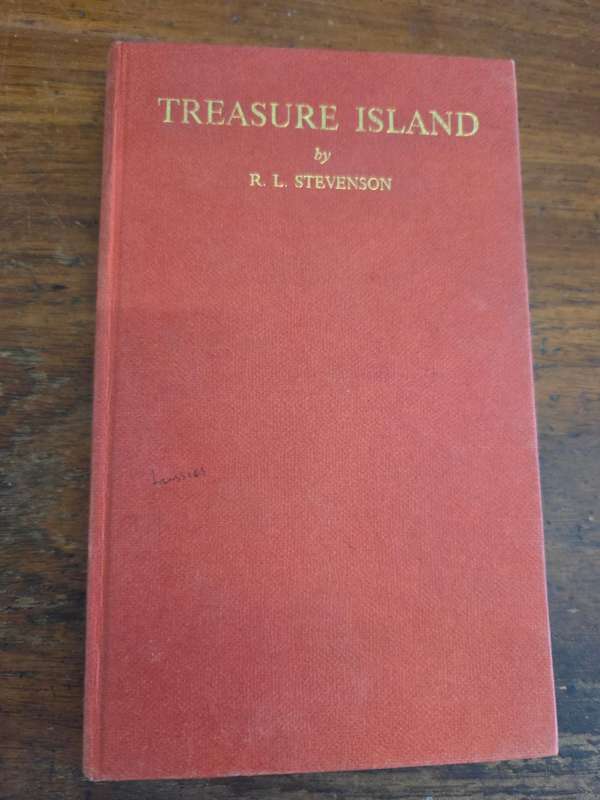 TREASURE ISLAND
by
R. L. STEVENSON